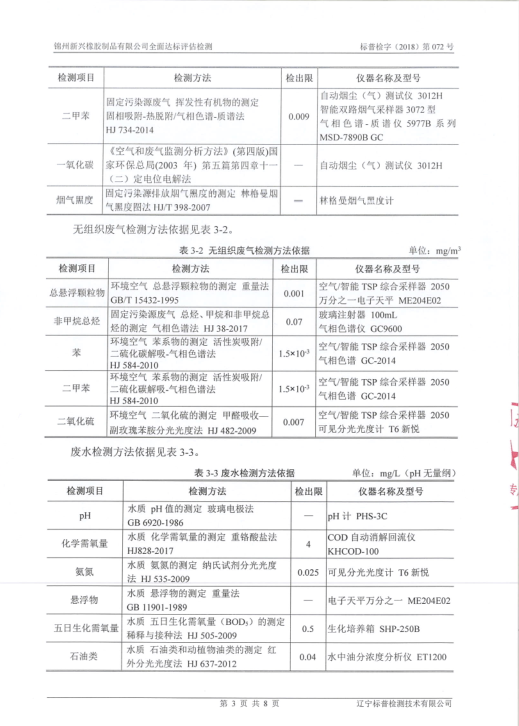 锦州新兴橡胶制品有限公司全面达标评估检测 标普检字（2018）第 072 号
检测项目 检测方法 检出限 仪器名称及型号
二甲苯 固定污染源废气 挥发性有机物的测定
固相吸附-热脱附/气相色谱-质谱法
HJ 734-2014 0.009 自动烟尘（气）测试仪 3012H
智能双路烟气采样器 3072 型
气相色谱-质谱仪 5977B 系列
MSD-7890B GC
一氧化碳 《空气和废气监测分析方法》(第四版)国
家环保总局(2003 年) 第五篇第四章十一
（二）定电位电解法 — 自动烟尘（气）测试仪 3012H
烟气黑度 固定污染源排放烟气黑度的测定 林格曼烟
气黑度图法 HJ/T 398-2007 — 林格曼烟气黑度计
无组织废气检测方法依据见表 3-2。
表 3-2 无组织废气检测方法依据 单位：mg/m³
检测项目 检测方法 检出限 仪器名称及型号
总悬浮颗粒物 环境空气 总悬浮颗粒物的测定 重量法
GB/T 15432-1995 0.001 空气/智能 TSP 综合采样器 2050
万分之一电子天平 ME204E02
非甲烷总烃 固定污染源废气 总烃、甲烷和非甲烷总
烃的测定 气相色谱法 HJ 38-2017 0.07 玻璃注射器 100mL
气相色谱仪 GC9600
苯 环境空气 苯系物的测定 活性炭吸附/
二硫化碳解吸-气相色谱法
HJ 584-2010 1.5×10⁻³ 空气/智能 TSP 综合采样器 2050
气相色谱 GC-2014
二甲苯 环境空气 苯系物的测定 活性炭吸附/
二硫化碳解吸-气相色谱法
HJ 584-2010 1.5×10⁻³ 空气/智能 TSP 综合采样器 2050
气相色谱 GC-2014
二氧化硫 环境空气 二氧化硫的测定 甲醛吸收—
副玫瑰苯胺分光光度法 HJ 482-2009 0.007 空气/智能 TSP 综合采样器 2050
可见分光光度计 T6 新悦
废水检测方法依据见表 3-3。
表 3-3 废水检测方法依据 单位：mg/L（pH 无量纲）
检测项目 检测方法 检出限 仪器名称及型号
pH 水质 pH 值的测定 玻璃电极法
GB 6920-1986 — pH 计 PHS-3C
化学需氧量 水质 化学需氧量的测定 重铬酸盐法
HJ828-2017 4 COD 自动消解回流仪
KHCOD-100
氨氮 水质 氨氮的测定 纳氏试剂分光光度
法 HJ 535-2009 0.025 可见分光光度计 T6 新悦
悬浮物 水质 悬浮物的测定 重量法
GB 11901-1989 — 电子天平万分之一 ME204E02
五日生化需氧量 水质 五日生化需氧量（BOD₅）的测定
稀释与接种法 HJ 505-2009 0.5 生化培养箱 SHP-250B
石油类 水质 石油类和动植物油类的测定 红
外分光光度法 HJ 637-2012 0.04 水中油分浓度分析仪 ET1200
第 3 页 共 8 页 辽宁标普检测技术有限公司